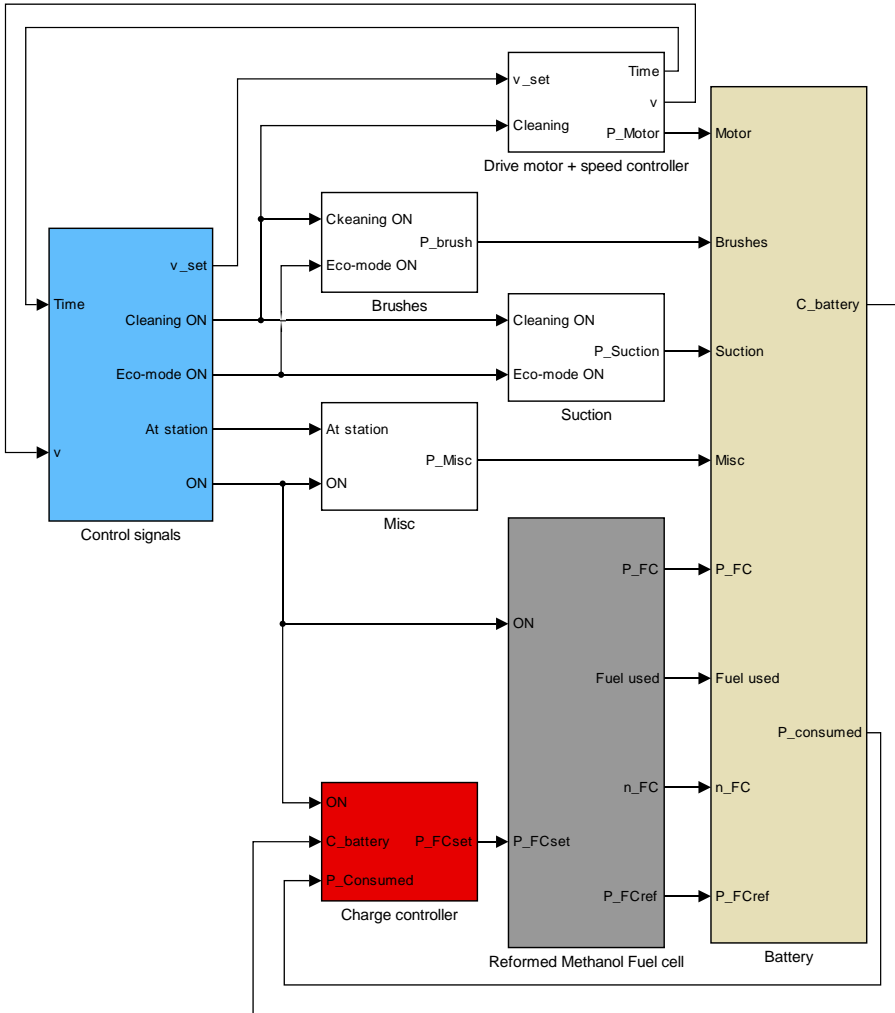 v_set
Cleaning
Time
v
P_Motor
Drive motor + speed controller
Ckeaning ON
Eco-mode ON
P_brush
Brushes
Cleaning ON
Eco-mode ON
P_Suction
Suction
At station
ON
P_Misc
Misc
Time
v
v_set
Cleaning ON
Eco-mode ON
At station
ON
Control signals
ON
P_FCset
P_FC
Fuel used
n_FC
P_FCref
Reformed Methanol Fuel cell
ON
C_battery
P_Consumed
P_FCset
Charge controller
Motor
Brushes
Suction
Misc
P_FC
Fuel used
n_FC
P_FCref
C_battery
P_consumed
Battery